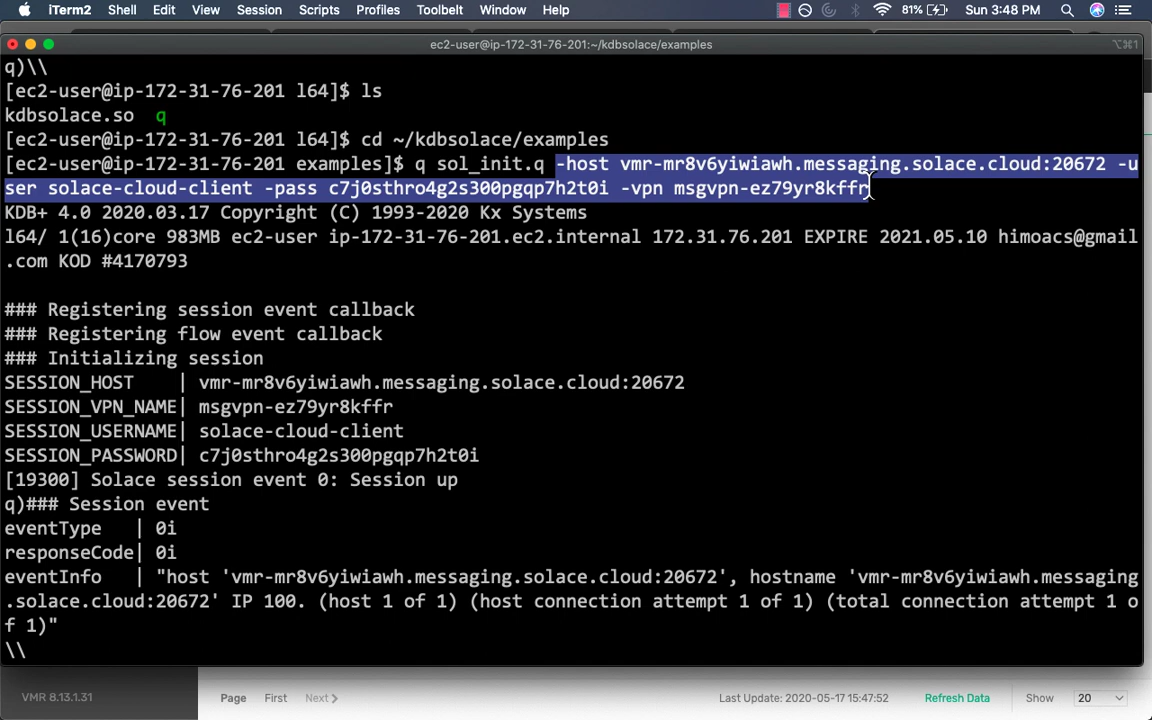 iTerm2 Shell Edit View Session Scripts Profiles Toolbelt Window Help 81% Sun 3:48 PM
ec2-user@ip-172-31-76-201:~/kdbsolace/examples ⌥⌘1
q)\\
[ec2-user@ip-172-31-76-201 l64]$ ls
kdbsolace.so q
[ec2-user@ip-172-31-76-201 l64]$ cd ~/kdbsolace/examples
[ec2-user@ip-172-31-76-201 examples]$ q sol_init.q -host vmr-mr8v6yiwiawh.messaging.solace.cloud:20672 -u
ser solace-cloud-client -pass c7j0sthro4g2s300pgqp7h2t0i -vpn msgvpn-ez79yr8kffr
KDB+ 4.0 2020.03.17 Copyright (C) 1993-2020 Kx Systems
l64/ 1(16)core 983MB ec2-user ip-172-31-76-201.ec2.internal 172.31.76.201 EXPIRE 2021.05.10 himoacs@gmail
.com KOD #4170793
### Registering session event callback
### Registering flow event callback
### Initializing session
SESSION_HOST | vmr-mr8v6yiwiawh.messaging.solace.cloud:20672
SESSION_VPN_NAME| msgvpn-ez79yr8kffr
SESSION_USERNAME| solace-cloud-client
SESSION_PASSWORD| c7j0sthro4g2s300pgqp7h2t0i
[19300] Solace session event 0: Session up
q)### Session event
eventType | 0i
responseCode| 0i
eventInfo | "host 'vmr-mr8v6yiwiawh.messaging.solace.cloud:20672', hostname 'vmr-mr8v6yiwiawh.messaging
.solace.cloud:20672' IP 100. (host 1 of 1) (host connection attempt 1 of 1) (total connection attempt 1 o
f 1)"
\\
VMR 8.13.1.31 Page First Next Last Update: 2020-05-17 15:47:52 Refresh Data Show 20